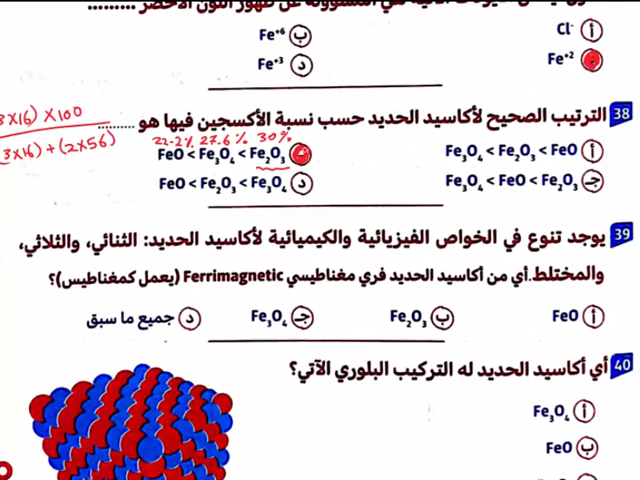 Cl⁻ أ
Fe⁺⁶ ب
Fe⁺²
Fe⁺³ د
38 الترتيب الصحيح لأكاسيد الحديد حسب نسبة الأكسجين فيها هو ..........
3×16) ×100
3×16) + (2×56)
22.2% 27.6% 30%
أ Fe₃O₄ < Fe₂O₃ < FeO
FeO < Fe₃O₄ < Fe₂O₃
جـ Fe₃O₄ < FeO < Fe₂O₃
د FeO < Fe₂O₃ < Fe₃O₄
39 يوجد تنوع في الخواص الفيزيائية والكيميائية لأكاسيد الحديد: الثنائي، والثلاثي،
والمختلط.أي من أكاسيد الحديد فري مغناطيسي Ferrimagnetic (يعمل كمغناطيس)؟
أ FeO ب Fe₂O₃ جـ Fe₃O₄ د جميع ما سبق
40 أي أكاسيد الحديد له التركيب البلوري الآتي؟
أ Fe₃O₄
ب FeO